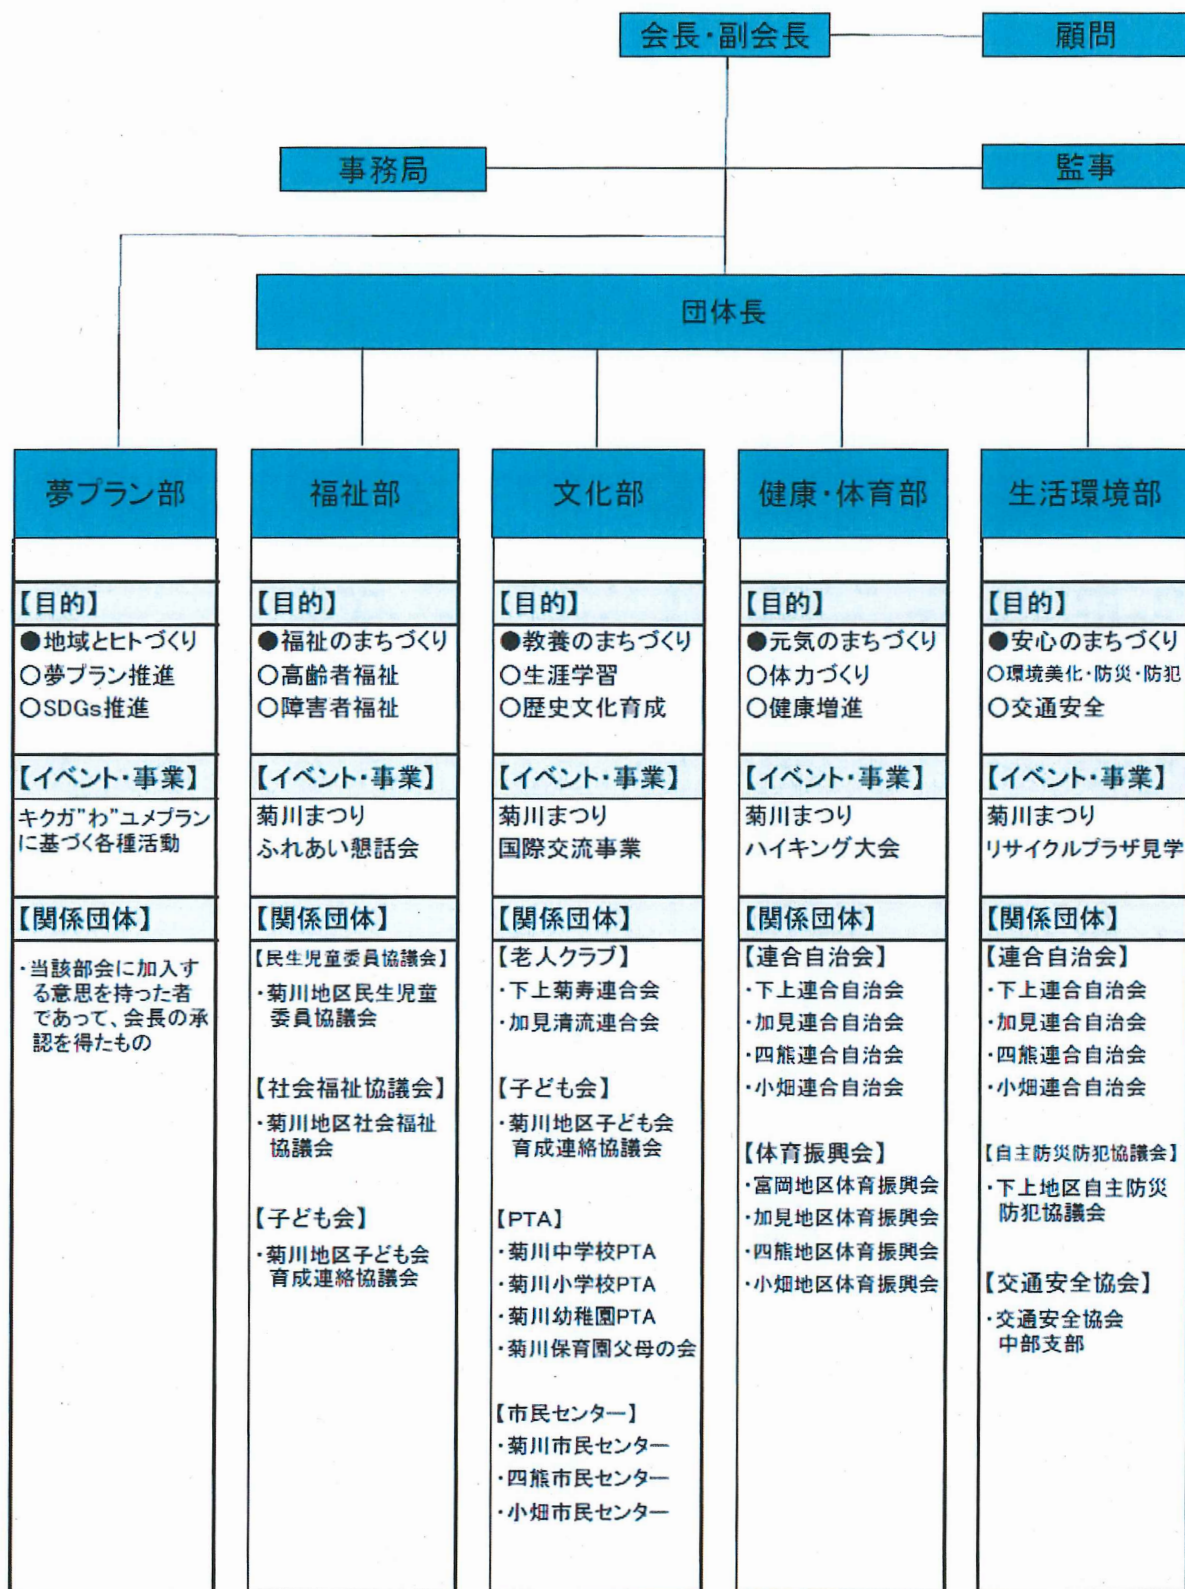 会長・副会長
顧問
事務局
監事
団体長
夢プラン部
【目的】
●地域とヒトづくり
○夢プラン推進
○SDGs推進
【イベント・事業】
キクガ”わ”ユメプラン
に基づく各種活動
【関係団体】
・当該部会に加入す
る意思を持った者
であって、会長の承
認を得たもの
福祉部
【目的】
●福祉のまちづくり
○高齢者福祉
○障害者福祉
【イベント・事業】
菊川まつり
ふれあい懇話会
【関係団体】
【民生児童委員協議会】
・菊川地区民生児童
委員協議会
【社会福祉協議会】
・菊川地区社会福祉
協議会
【子ども会】
・菊川地区子ども会
育成連絡協議会
文化部
【目的】
●教養のまちづくり
○生涯学習
○歴史文化育成
【イベント・事業】
菊川まつり
国際交流事業
【関係団体】
【老人クラブ】
・下上菊寿連合会
・加見清流連合会
【子ども会】
・菊川地区子ども会
育成連絡協議会
【PTA】
・菊川中学校PTA
・菊川小学校PTA
・菊川幼稚園PTA
・菊川保育園父母の会
【市民センター】
・菊川市民センター
・四熊市民センター
・小畑市民センター
健康・体育部
【目的】
●元気のまちづくり
○体力づくり
○健康増進
【イベント・事業】
菊川まつり
ハイキング大会
【関係団体】
【連合自治会】
・下上連合自治会
・加見連合自治会
・四熊連合自治会
・小畑連合自治会
【体育振興会】
・富岡地区体育振興会
・加見地区体育振興会
・四熊地区体育振興会
・小畑地区体育振興会
生活環境部
【目的】
●安心のまちづくり
○環境美化・防災・防犯
○交通安全
【イベント・事業】
菊川まつり
リサイクルプラザ見学
【関係団体】
【連合自治会】
・下上連合自治会
・加見連合自治会
・四熊連合自治会
・小畑連合自治会
【自主防災防犯協議会】
・下上地区自主防災
防犯協議会
【交通安全協会】
・交通安全協会
中部支部